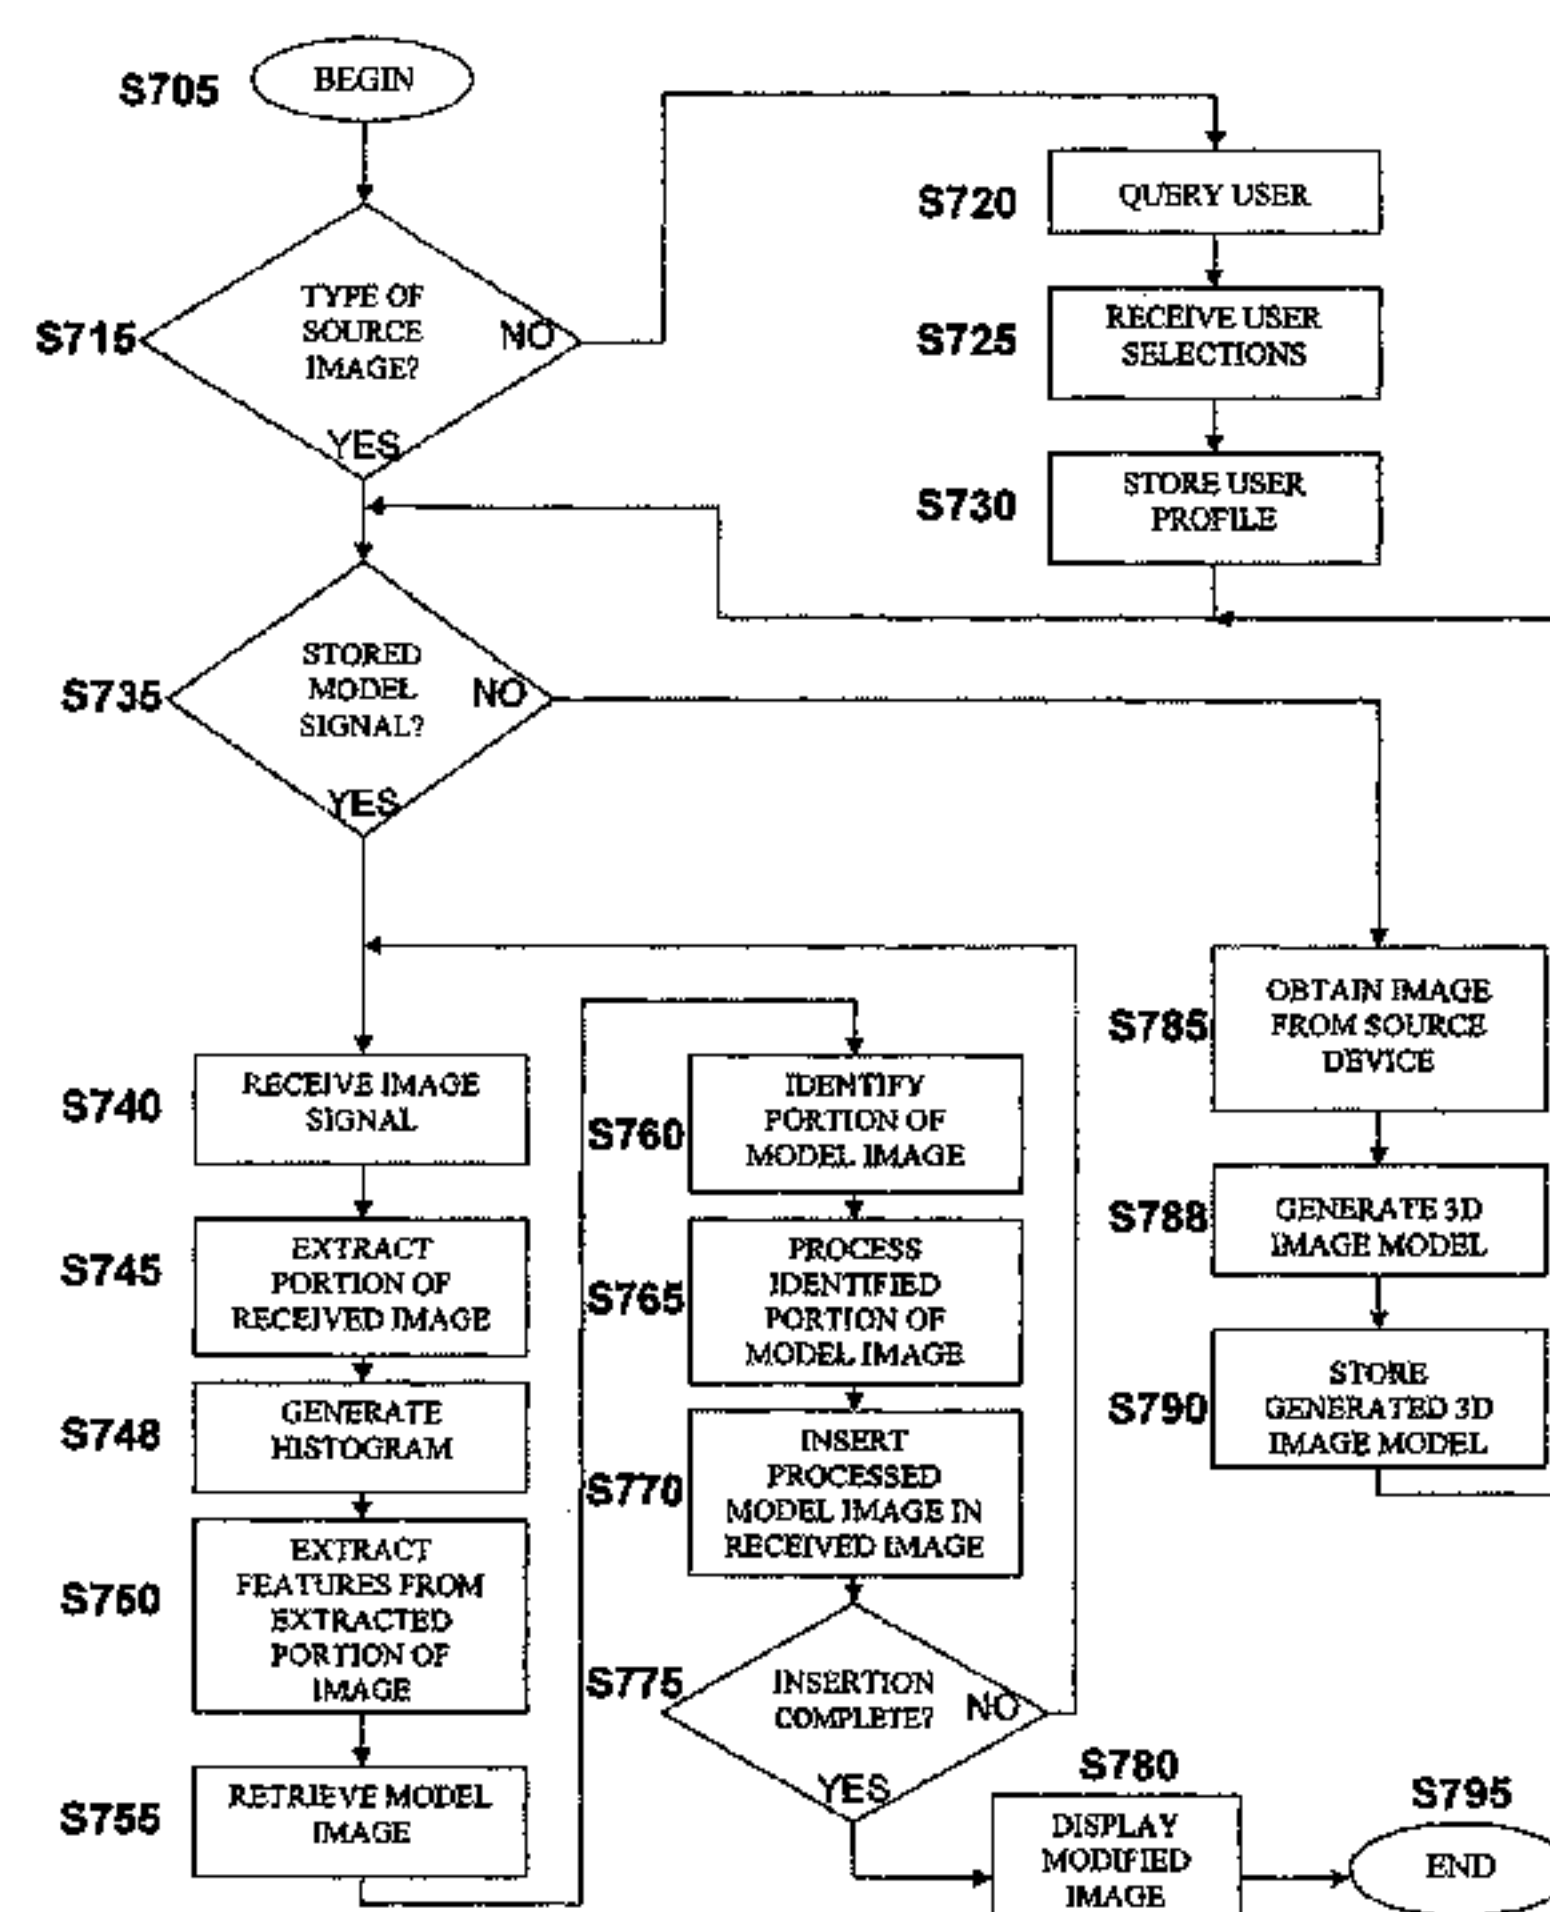 S705
BEGIN
S715
TYPE OF
SOURCE
IMAGE?
NO
YES
S720
QUERY USER
S725
RECEIVE USER
SELECTIONS
S730
STORE USER
PROFILE
S735
STORED
MODEL
SIGNAL?
NO
YES
S740
RECEIVE IMAGE
SIGNAL
S745
EXTRACT
PORTION OF
RECEIVED IMAGE
S748
GENERATE
HISTOGRAM
S750
EXTRACT
FEATURES FROM
EXTRACTED
PORTION OF
IMAGE
S755
RETRIEVE MODEL
IMAGE
S760
IDENTIFY
PORTION OF
MODEL IMAGE
S765
PROCESS
IDENTIFIED
PORTION OF
MODEL IMAGE
S770
INSERT
PROCESSED
MODEL IMAGE IN
RECEIVED IMAGE
S775
INSERTION
COMPLETE?
NO
YES
S780
DISPLAY
MODIFIED
IMAGE
S785
OBTAIN IMAGE
FROM SOURCE
DEVICE
S788
GENERATE 3D
IMAGE MODEL
S790
STORE
GENERATED 3D
IMAGE MODEL
S795
END